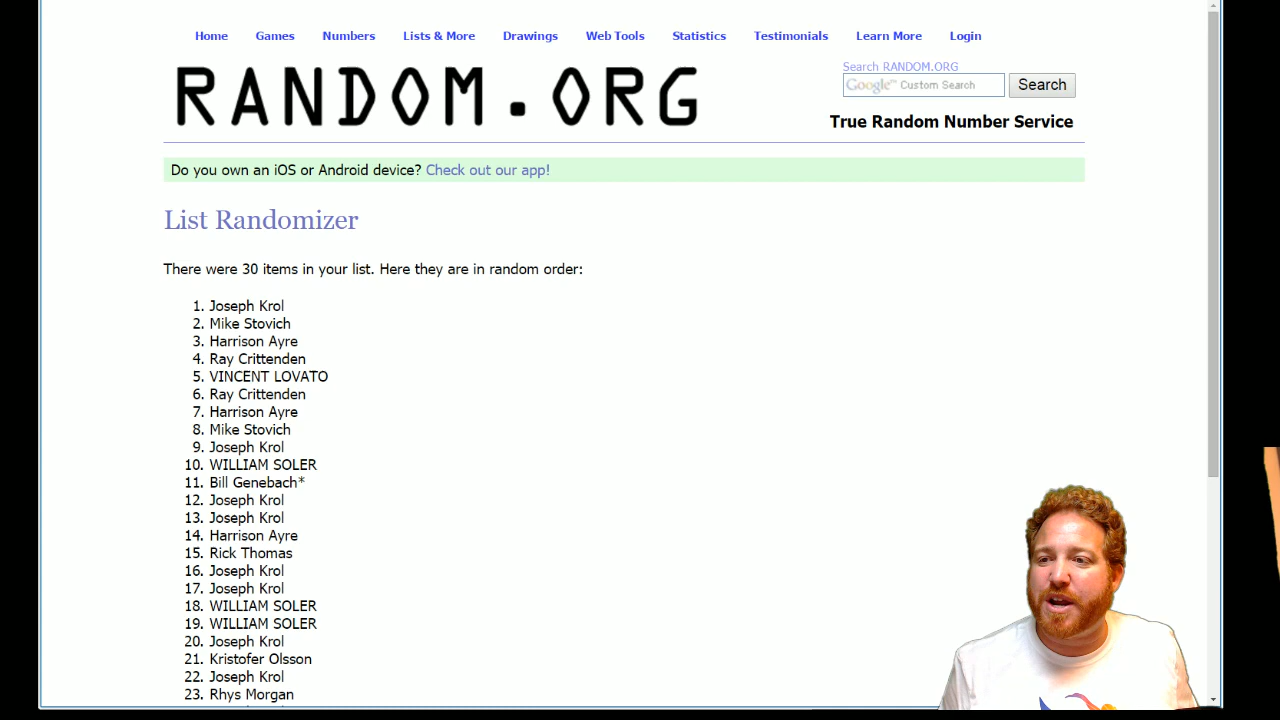 Home Games Numbers Lists & More Drawings Web Tools Statistics Testimonials Learn More Login
RANDOM.ORG
Search RANDOM.ORG
Google™ Custom Search Search
True Random Number Service
Do you own an iOS or Android device? Check out our app!
List Randomizer
There were 30 items in your list. Here they are in random order:
1. Joseph Krol
2. Mike Stovich
3. Harrison Ayre
4. Ray Crittenden
5. VINCENT LOVATO
6. Ray Crittenden
7. Harrison Ayre
8. Mike Stovich
9. Joseph Krol
10. WILLIAM SOLER
11. Bill Genebach*
12. Joseph Krol
13. Joseph Krol
14. Harrison Ayre
15. Rick Thomas
16. Joseph Krol
17. Joseph Krol
18. WILLIAM SOLER
19. WILLIAM SOLER
20. Joseph Krol
21. Kristofer Olsson
22. Joseph Krol
23. Rhys Morgan